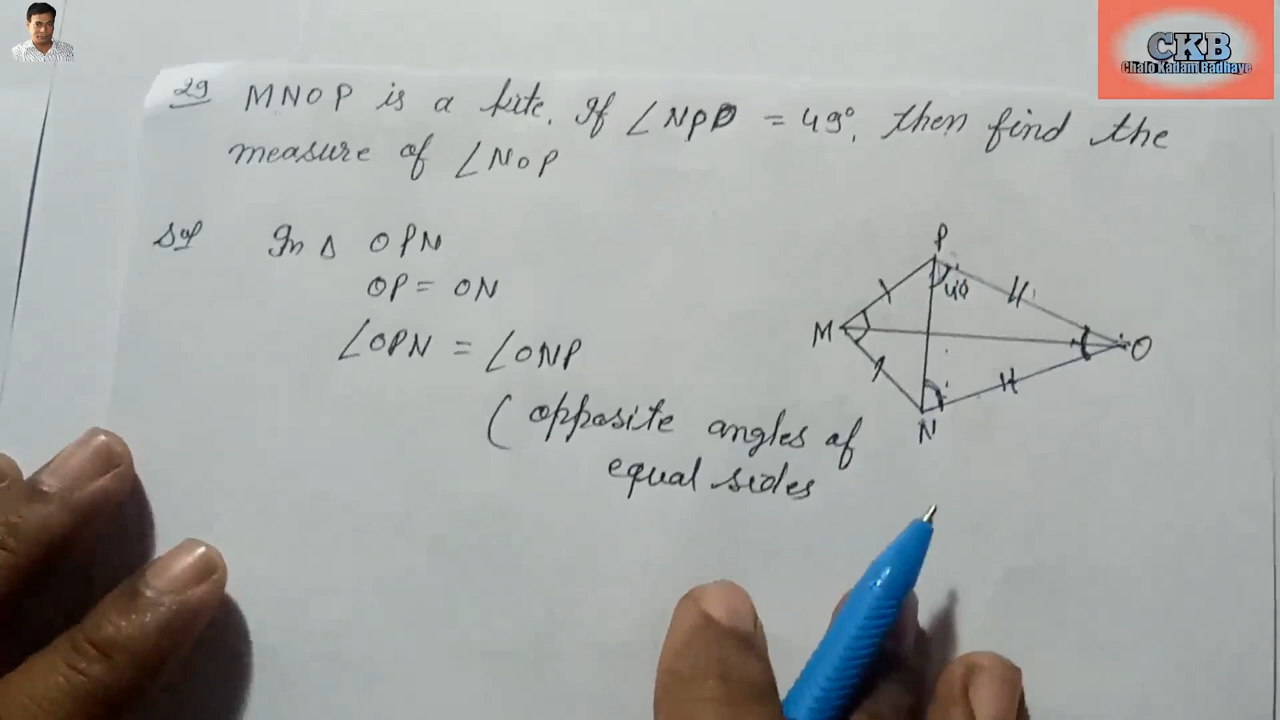 CKB
Chalo Kadam Badhaye
29 MNOP is a kite. If ∠NPO = 49°, then find the
measure of ∠NOP
Sol In Δ OPN
OP = ON
∠OPN = ∠ONP
( opposite angles of
equal sides
P
M
O
N